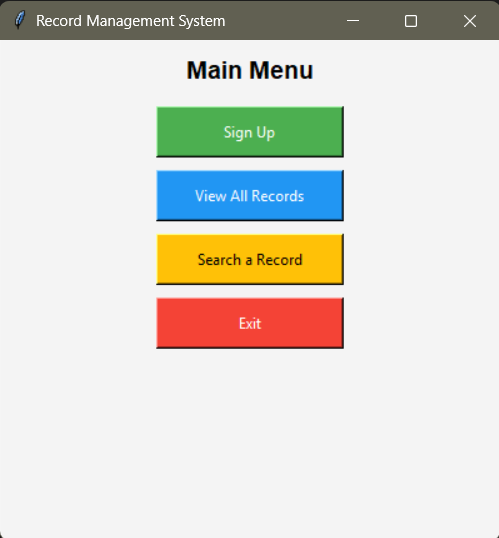 Record Management System
Main Menu
Sign Up
View All Records
Search a Record
Exit